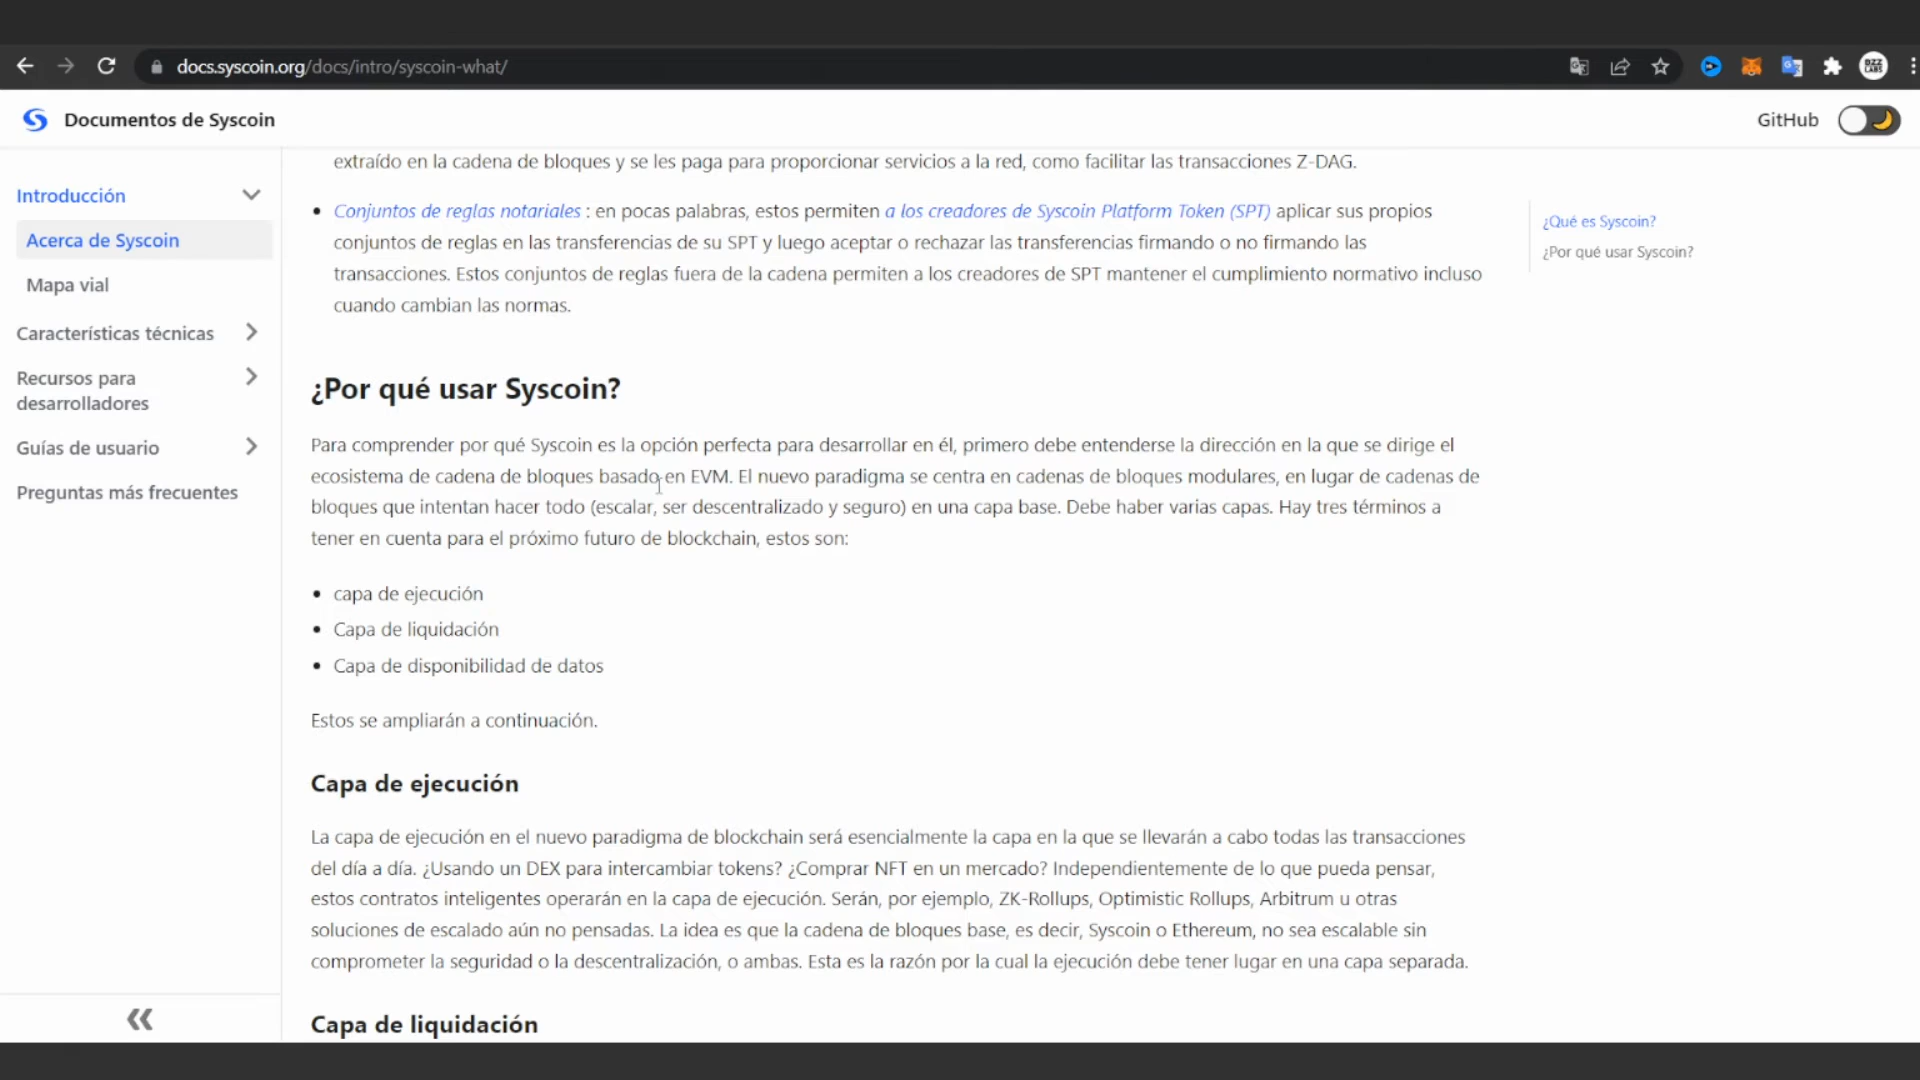 docs.syscoin.org/docs/intro/syscoin-what/
BZZ
LABS
Documentos de Syscoin
GitHub
Introducción
Acerca de Syscoin
Mapa vial
Características técnicas
Recursos para
desarrolladores
Guías de usuario
Preguntas más frecuentes
extraído en la cadena de bloques y se les paga para proporcionar servicios a la red, como facilitar las transacciones Z-DAG.
Conjuntos de reglas notariales : en pocas palabras, estos permiten a los creadores de Syscoin Platform Token (SPT) aplicar sus propios
conjuntos de reglas en las transferencias de su SPT y luego aceptar o rechazar las transferencias firmando o no firmando las
transacciones. Estos conjuntos de reglas fuera de la cadena permiten a los creadores de SPT mantener el cumplimiento normativo incluso
cuando cambian las normas.
¿Por qué usar Syscoin?
Para comprender por qué Syscoin es la opción perfecta para desarrollar en él, primero debe entenderse la dirección en la que se dirige el
ecosistema de cadena de bloques basado en EVM. El nuevo paradigma se centra en cadenas de bloques modulares, en lugar de cadenas de
bloques que intentan hacer todo (escalar, ser descentralizado y seguro) en una capa base. Debe haber varias capas. Hay tres términos a
tener en cuenta para el próximo futuro de blockchain, estos son:
capa de ejecución
Capa de liquidación
Capa de disponibilidad de datos
Estos se ampliarán a continuación.
Capa de ejecución
La capa de ejecución en el nuevo paradigma de blockchain será esencialmente la capa en la que se llevarán a cabo todas las transacciones
del día a día. ¿Usando un DEX para intercambiar tokens? ¿Comprar NFT en un mercado? Independientemente de lo que pueda pensar,
estos contratos inteligentes operarán en la capa de ejecución. Serán, por ejemplo, ZK-Rollups, Optimistic Rollups, Arbitrum u otras
soluciones de escalado aún no pensadas. La idea es que la cadena de bloques base, es decir, Syscoin o Ethereum, no sea escalable sin
comprometer la seguridad o la descentralización, o ambas. Esta es la razón por la cual la ejecución debe tener lugar en una capa separada.
Capa de liquidación
¿Qué es Syscoin?
¿Por qué usar Syscoin?